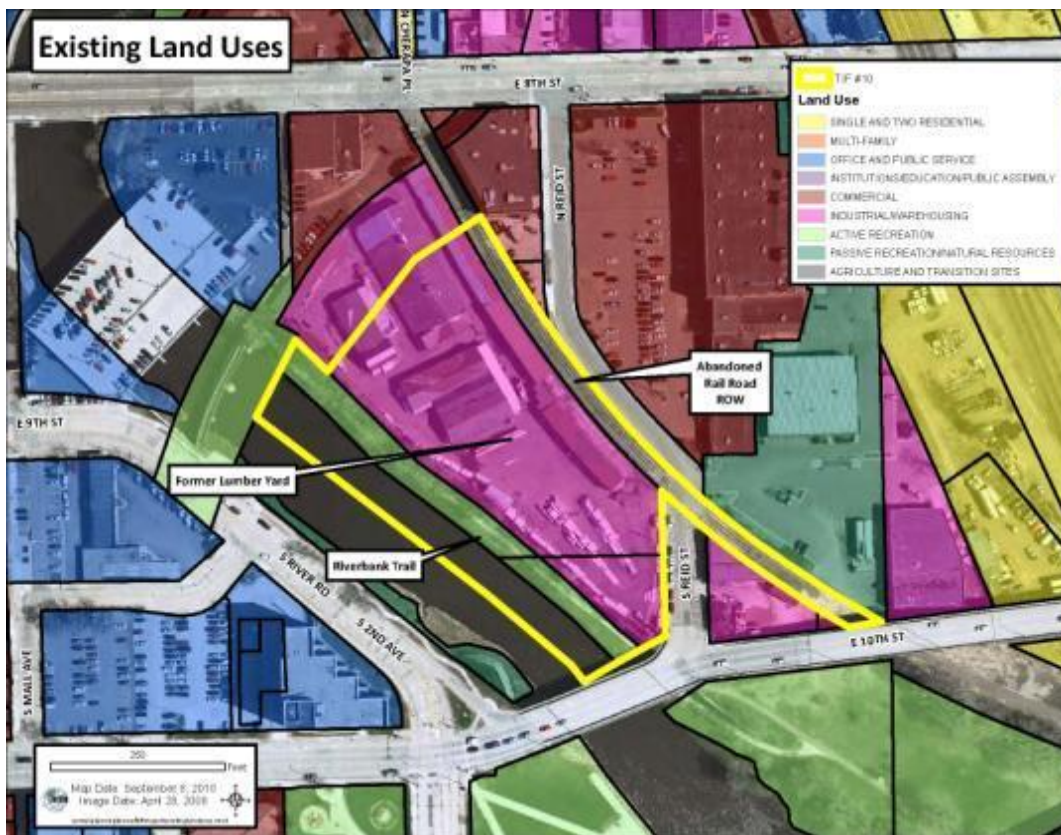 Existing Land Uses
N CHERAPA PL
E 8TH ST
TIF #10
Land Use
SINGLE AND TWO RESIDENTIAL
MULTI-FAMILY
OFFICE AND PUBLIC SERVICE
INSTITUTIONS/EDUCATION/PUBLIC ASSEMBLY
COMMERCIAL
INDUSTRIAL/WAREHOUSING
ACTIVE RECREATION
PASSIVE RECREATION/NATURAL RESOURCES
AGRICULTURE AND TRANSITION SITES
N REID ST
Abandoned
Rail Road
ROW
E 9TH ST
Former Lumber Yard
Riverbank Trail
S RIVER RD
S 2ND AVE
S REID ST
E 10TH ST
S MALL AVE
250
Feet
Map Date: September 8, 2010
Image Date: April 28, 2008